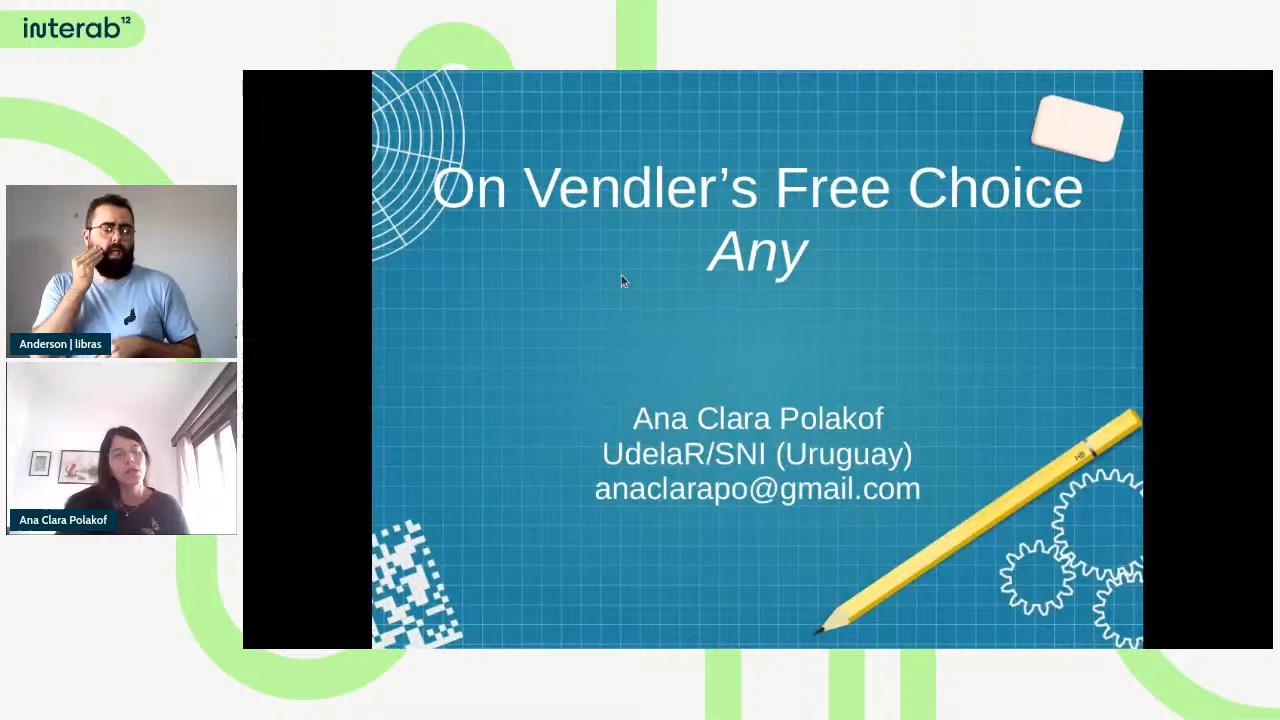 interab¹²
On Vendler’s Free Choice
Any
Ana Clara Polakof
UdelaR/SNI (Uruguay)
anaclarapo@gmail.com
HB
Anderson | libras
Ana Clara Polakof